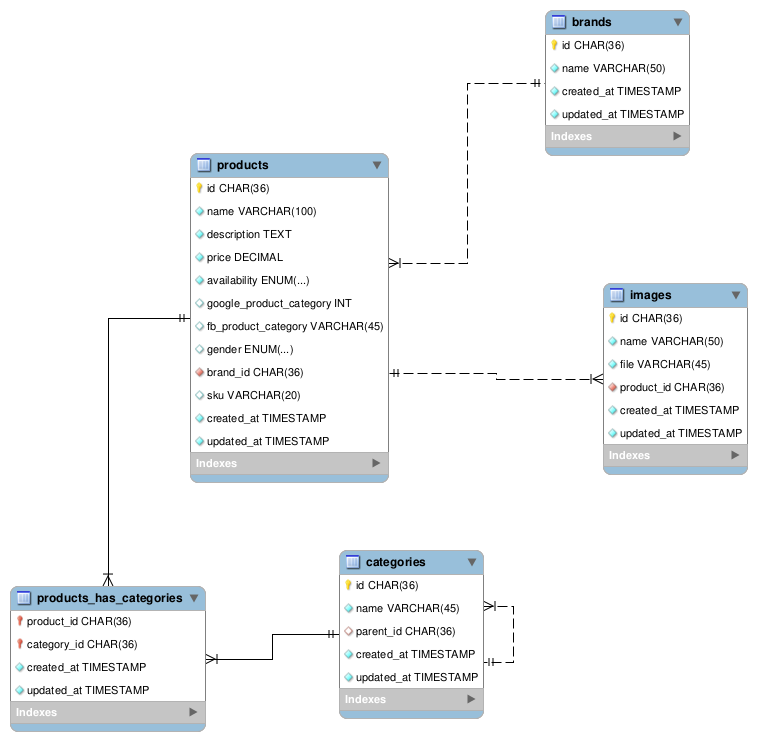 brands
id CHAR(36)
name VARCHAR(50)
created_at TIMESTAMP
updated_at TIMESTAMP
Indexes
products
id CHAR(36)
name VARCHAR(100)
description TEXT
price DECIMAL
availability ENUM(...)
google_product_category INT
fb_product_category VARCHAR(45)
gender ENUM(...)
brand_id CHAR(36)
sku VARCHAR(20)
created_at TIMESTAMP
updated_at TIMESTAMP
Indexes
images
id CHAR(36)
name VARCHAR(50)
file VARCHAR(45)
product_id CHAR(36)
created_at TIMESTAMP
updated_at TIMESTAMP
Indexes
products_has_categories
product_id CHAR(36)
category_id CHAR(36)
created_at TIMESTAMP
updated_at TIMESTAMP
Indexes
categories
id CHAR(36)
name VARCHAR(45)
parent_id CHAR(36)
created_at TIMESTAMP
updated_at TIMESTAMP
Indexes